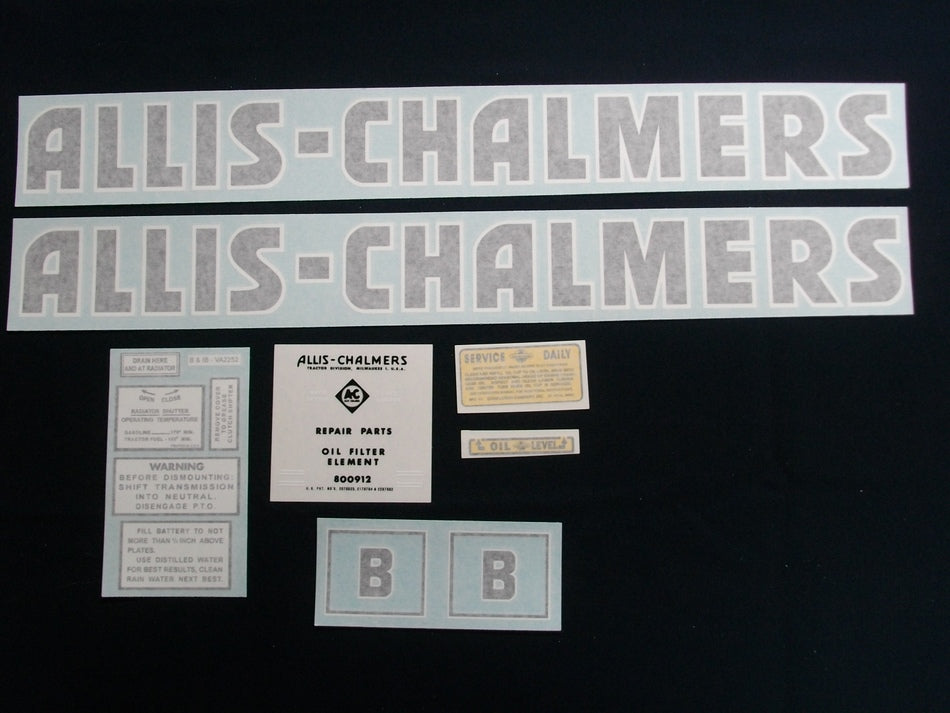 ALLIS-CHALMERS
ALLIS-CHALMERS
DRAIN HERE
AND AT RADIATOR
B & IB - VA2252
OPEN CLOSE
RADIATOR SHUTTER
OPERATING TEMPERATURE
GASOLINE
TRACTOR FUEL
REMOVE COVER
TO GREASE
CLUTCH SHIFTER
WARNING
BEFORE DISMOUNTING:
SHIFT TRANSMISSION
INTO NEUTRAL.
DISENGAGE P.T.O.
FILL BATTERY TO NOT
MORE THAN INCH ABOVE
PLATES.
USE DISTILLED WATER
FOR BEST RESULTS, CLEAN
RAIN WATER NEXT BEST.
ALLIS-CHALMERS
TRACTOR DIVISION, MILWAUKEE 1, U.S.A.
A-C
REPAIR PARTS
OIL FILTER
ELEMENT
800912
SERVICE DAILY
OIL LEVEL
B B